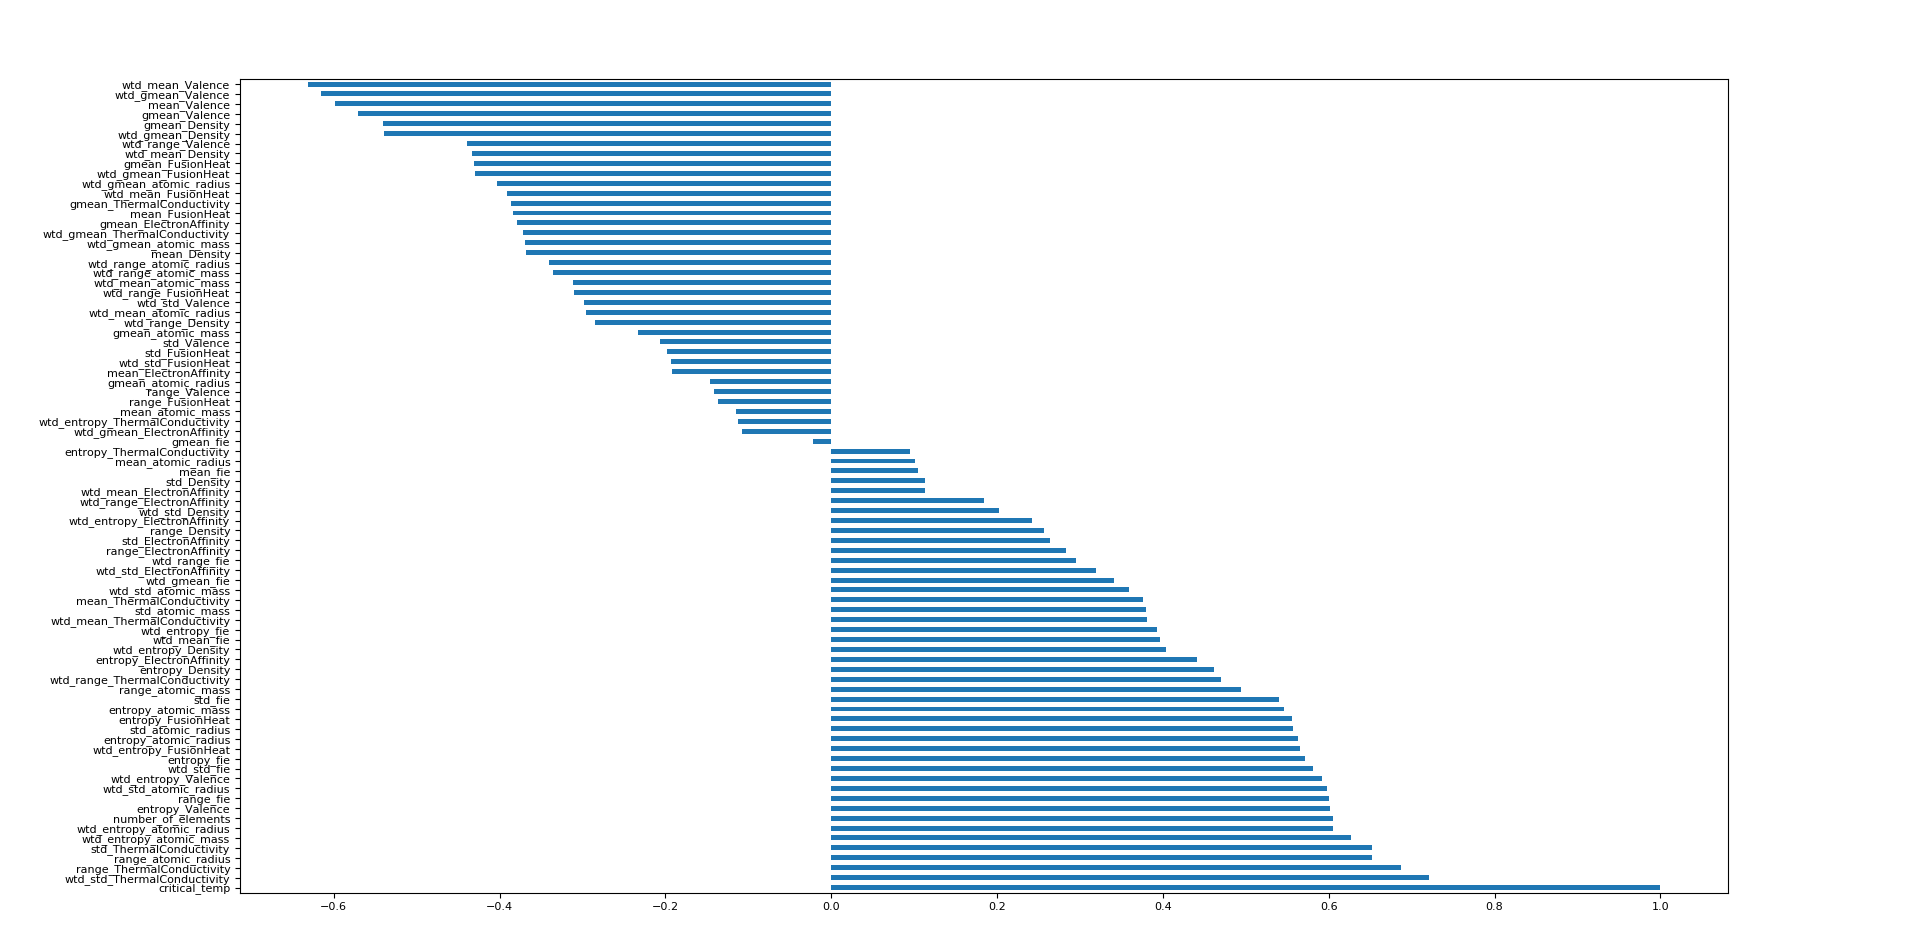 wtd_mean_Valence
wtd_gmean_Valence
mean_Valence
gmean_Valence
gmean_Density
wtd_gmean_Density
wtd_range_Valence
wtd_mean_Density
gmean_FusionHeat
wtd_gmean_FusionHeat
wtd_gmean_atomic_radius
wtd_mean_FusionHeat
gmean_ThermalConductivity
mean_FusionHeat
gmean_ElectronAffinity
wtd_gmean_ThermalConductivity
wtd_gmean_atomic_mass
mean_Density
wtd_range_atomic_radius
wtd_range_atomic_mass
wtd_mean_atomic_mass
wtd_range_FusionHeat
wtd_std_Valence
wtd_mean_atomic_radius
wtd_range_Density
gmean_atomic_mass
std_Valence
std_FusionHeat
wtd_std_FusionHeat
mean_ElectronAffinity
gmean_atomic_radius
range_Valence
range_FusionHeat
mean_atomic_mass
wtd_entropy_ThermalConductivity
wtd_gmean_ElectronAffinity
gmean_fie
entropy_ThermalConductivity
mean_atomic_radius
mean_fie
std_Density
wtd_mean_ElectronAffinity
wtd_range_ElectronAffinity
wtd_std_Density
wtd_entropy_ElectronAffinity
range_Density
std_ElectronAffinity
range_ElectronAffinity
wtd_range_fie
wtd_std_ElectronAffinity
wtd_gmean_fie
wtd_std_atomic_mass
mean_ThermalConductivity
std_atomic_mass
wtd_mean_ThermalConductivity
wtd_entropy_fie
wtd_mean_fie
wtd_entropy_Density
entropy_ElectronAffinity
entropy_Density
wtd_range_ThermalConductivity
range_atomic_mass
std_fie
entropy_atomic_mass
entropy_FusionHeat
std_atomic_radius
entropy_atomic_radius
wtd_entropy_FusionHeat
entropy_fie
wtd_std_fie
wtd_entropy_Valence
wtd_std_atomic_radius
range_fie
entropy_Valence
number_of_elements
wtd_entropy_atomic_radius
wtd_entropy_atomic_mass
std_ThermalConductivity
range_atomic_radius
range_ThermalConductivity
wtd_std_ThermalConductivity
critical_temp
−0.6 −0.4 −0.2 0.0 0.2 0.4 0.6 0.8 1.0